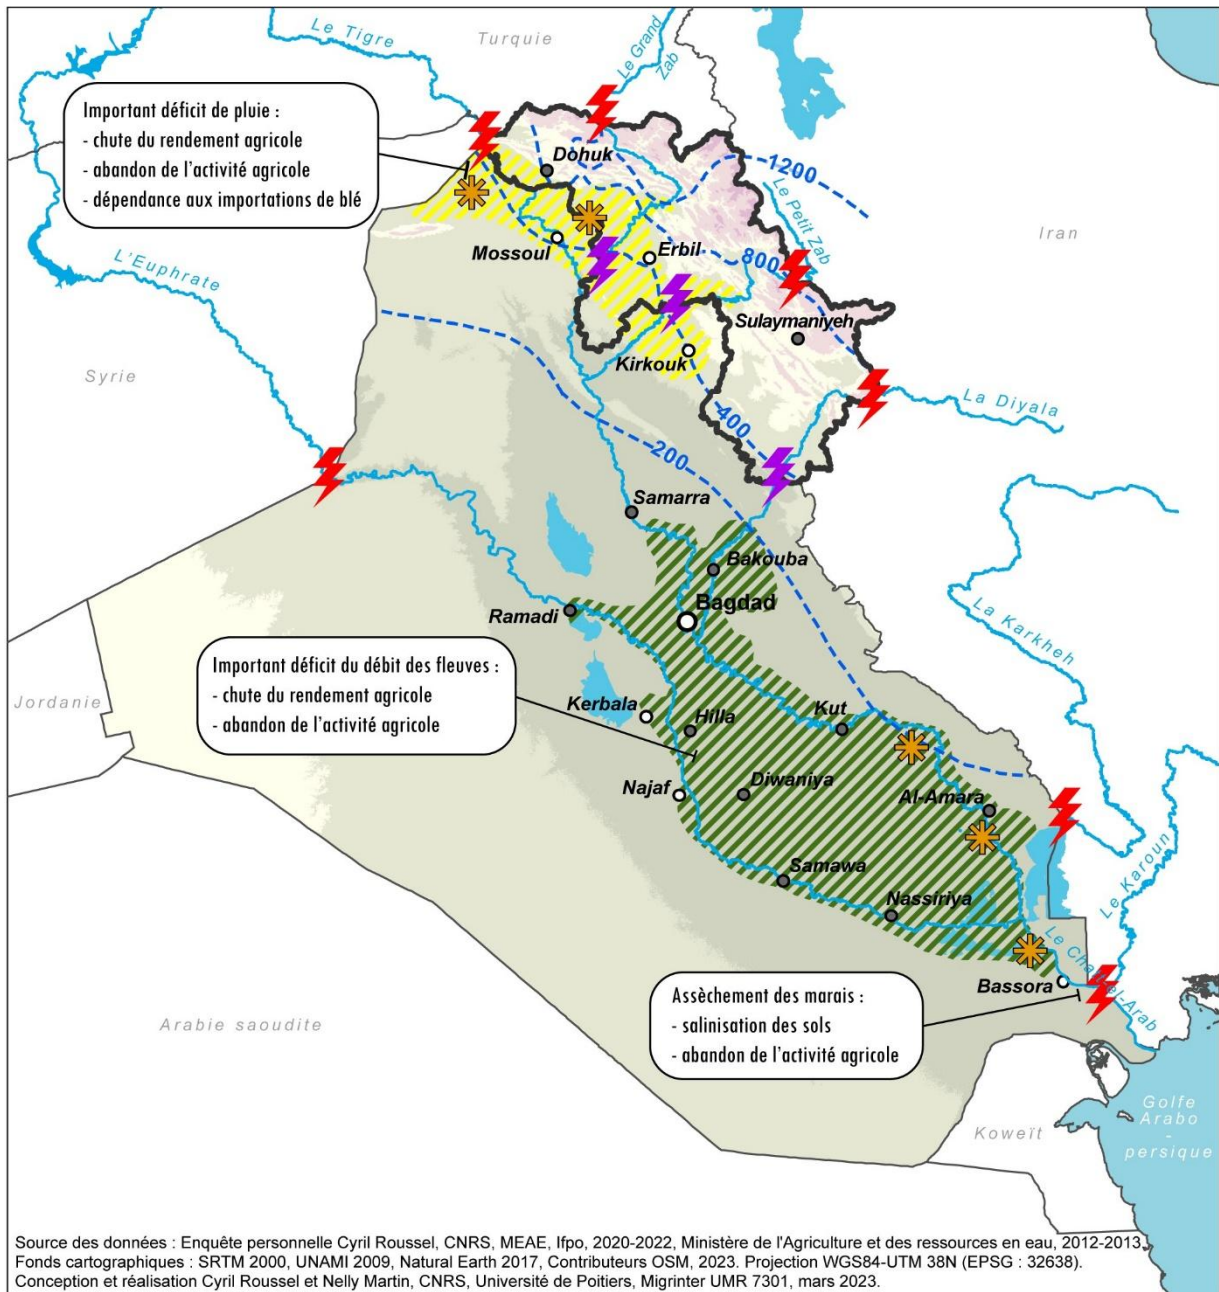 Le Tigre
Turquie
Le Grand
Zab
Important déficit de pluie :
- chute du rendement agricole
- abandon de l'activité agricole
- dépendance aux importations de blé
Dohuk
1200
Le Petit Zab
Iran
Mossoul
Erbil
800
L'Euphrate
Sulaymaniyeh
Kirkouk
Syrie
La Diyala
400
200
Samarra
Bakouba
Bagdad
Ramadi
La Karkheh
Important déficit du débit des fleuves :
- chute du rendement agricole
- abandon de l'activité agricole
Jordanie
Kerbala
Hilla
Kut
Najaf
Diwaniya
Al-Amara
Samawa
Le Karoun
Nassiriya
Le Chatt el-Arab
Bassora
Assèchement des marais :
- salinisation des sols
- abandon de l'activité agricole
Arabie saoudite
Koweït
Golfe
Arabo
-
persique
Source des données : Enquête personnelle Cyril Roussel, CNRS, MEAE, Ifpo, 2020-2022, Ministère de l'Agriculture et des ressources en eau, 2012-2013.
Fonds cartographiques : SRTM 2000, UNAMI 2009, Natural Earth 2017, Contributeurs OSM, 2023. Projection WGS84-UTM 38N (EPSG : 32638).
Conception et réalisation Cyril Roussel et Nelly Martin, CNRS, Université de Poitiers, Migrinter UMR 7301, mars 2023.